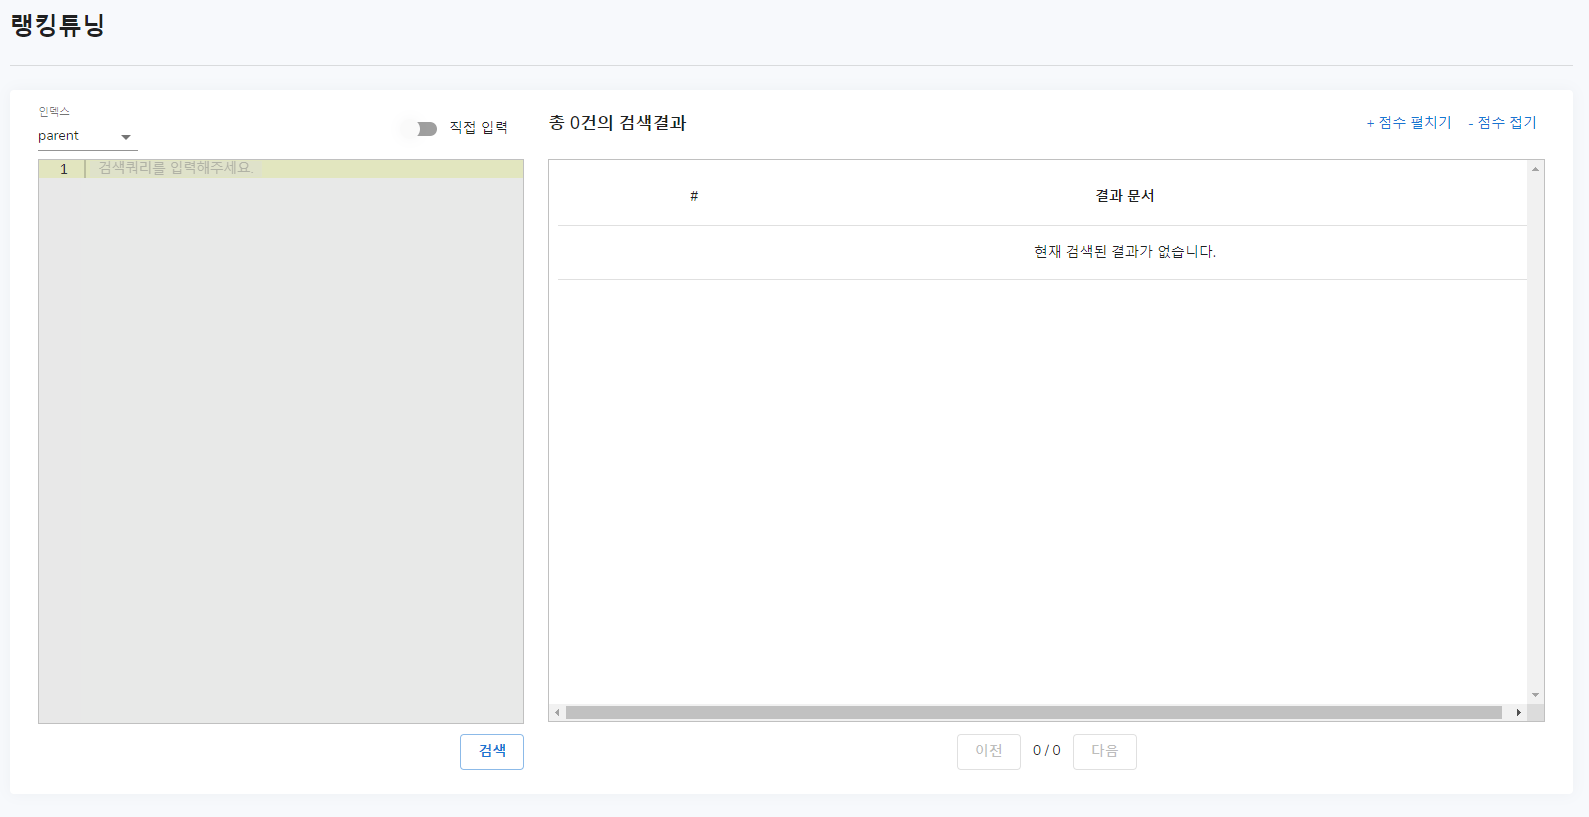 랭킹튜닝
인덱스
parent
직접 입력
1 검색쿼리를 입력해주세요.
검색
총 0건의 검색결과
+ 점수 펼치기 - 점수 접기
# 결과 문서
현재 검색된 결과가 없습니다.
이전 0 / 0 다음